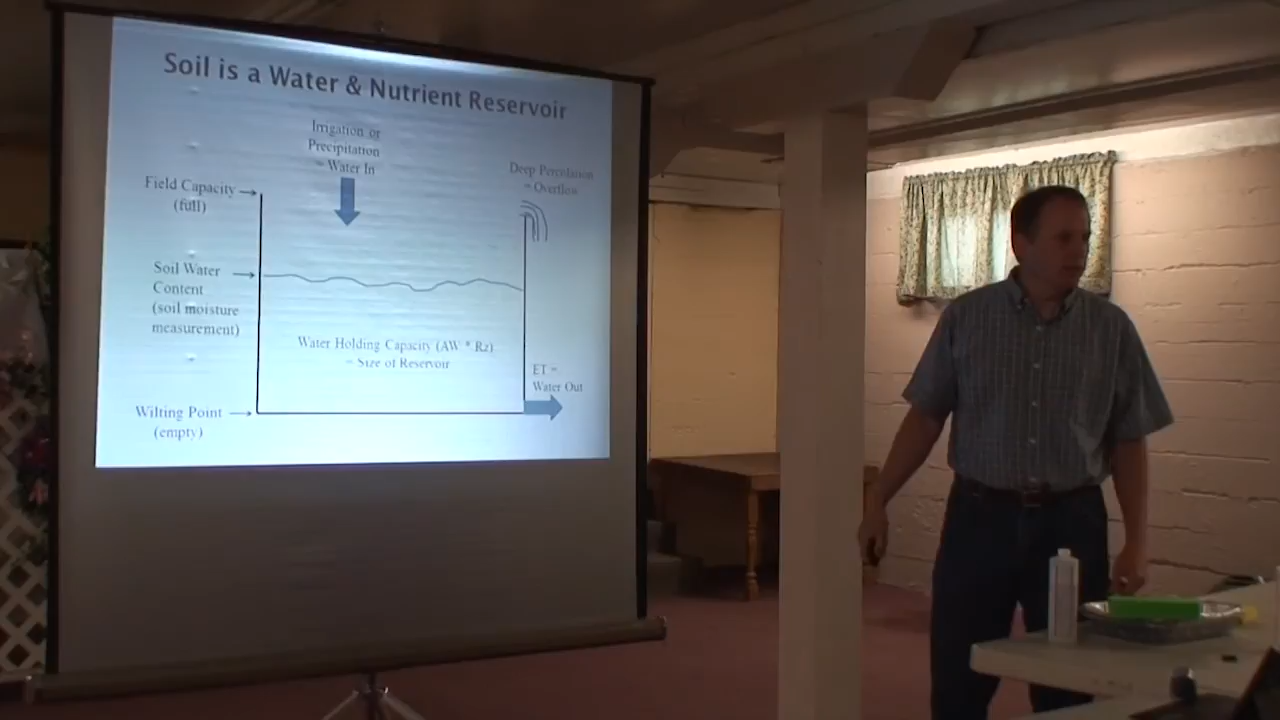 Soil is a Water & Nutrient Reservoir
Irrigation or
Precipitation
= Water In
Deep Percolation
= Overflow
Field Capacity
(full)
Soil Water
Content
(soil moisture
measurement)
Water Holding Capacity (AW * Rz)
= Size of Reservoir
ET =
Water Out
Wilting Point
(empty)